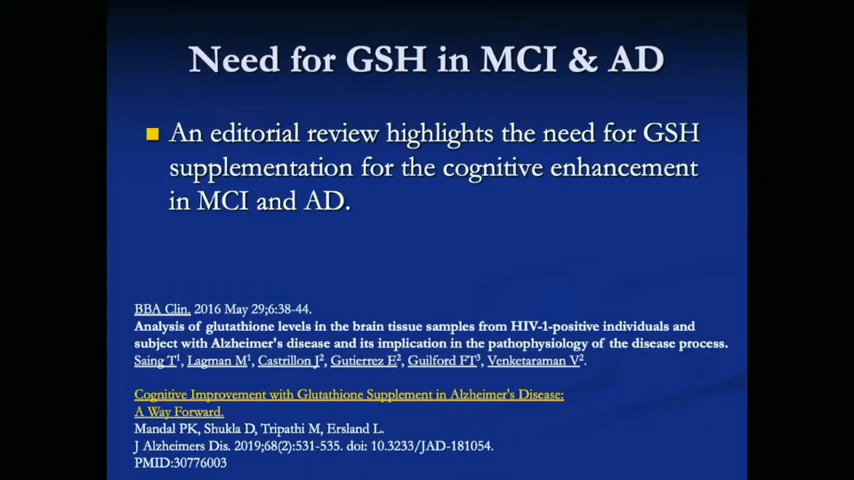 Need for GSH in MCI & AD
An editorial review highlights the need for GSH
supplementation for the cognitive enhancement
in MCI and AD.
BBA Clin. 2016 May 29;6:38-44.
Analysis of glutathione levels in the brain tissue samples from HIV-1-positive individuals and
subject with Alzheimer's disease and its implication in the pathophysiology of the disease process.
Saing T1, Lagman M1, Castrillon J2, Gutierrez E2, Guilford FT3, Venketaraman V2.
Cognitive Improvement with Glutathione Supplement in Alzheimer's Disease:
A Way Forward.
Mandal PK, Shukla D, Tripathi M, Ersland L.
J Alzheimers Dis. 2019;68(2):531-535. doi: 10.3233/JAD-181054.
PMID:30776003